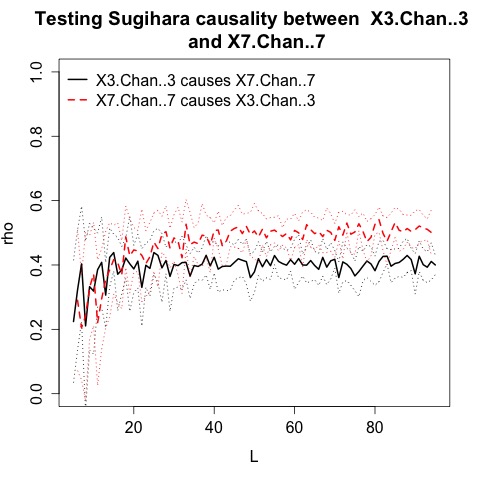 Testing Sugihara causality between  X3.Chan..3
and X7.Chan..7
1.0
X3.Chan..3 causes X7.Chan..7
X7.Chan..7 causes X3.Chan..3
0.8
0.6
rho
0.4
0.2
0.0
20 40 60 80
L